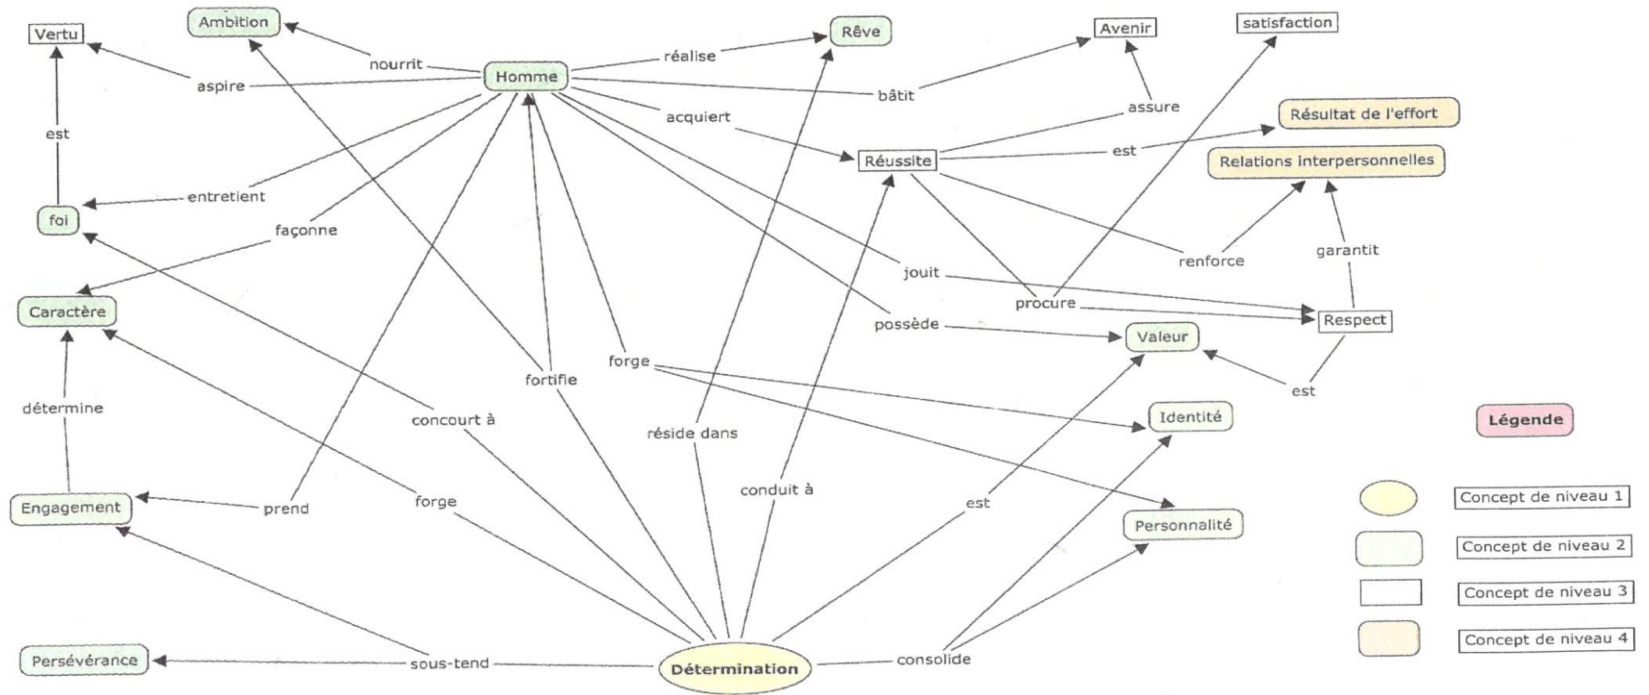 Ambition
Rêve
Vertu
Avenir
satisfaction
nourrit
réalise
Homme
aspire
bâtit
assure
acquiert
Résultat de l'effort
est
est
Réussite
Relations interpersonnelles
entretient
foi
façonne
garantit
renforce
jouit
procure
Caractère
possède
Respect
Valeur
forge
fortifie
est
détermine
concourt à
Identité
Légende
réside dans
conduit à
Concept de niveau 1
forge
est
Engagement
prend
Personnalité
Concept de niveau 2
Concept de niveau 3
Concept de niveau 4
Persévérance
sous-tend
Détermination
consolide